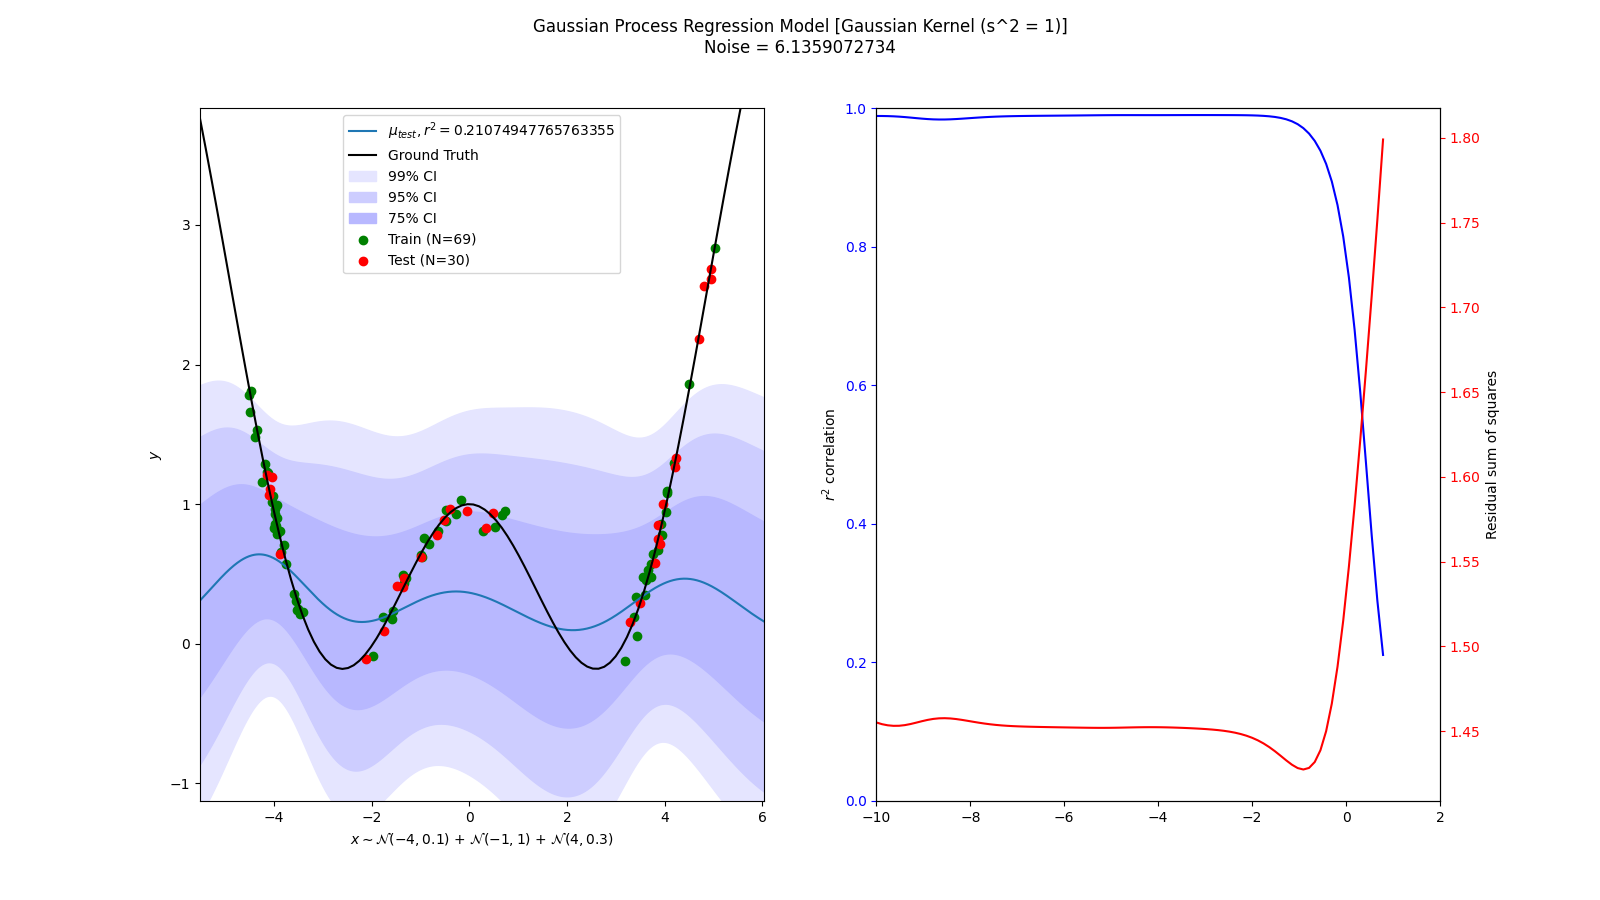 Gaussian Process Regression Model [Gaussian Kernel (s^2 = 1)]
Noise = 6.1359072734
μ_test, r² = 0.21074947765763355
Ground Truth
99% CI
95% CI
75% CI
Train (N=69)
Test (N=30)
3
2
1
0
−1
y
−4 −2 0 2 4 6
x ~ 𝒩(−4, 0.1) + 𝒩(−1, 1) + 𝒩(4, 0.3)
1.0
0.8
0.6
0.4
0.2
0.0
r² correlation
−10 −8 −6 −4 −2 0 2
1.80
1.75
1.70
1.65
1.60
1.55
1.50
1.45
Residual sum of squares